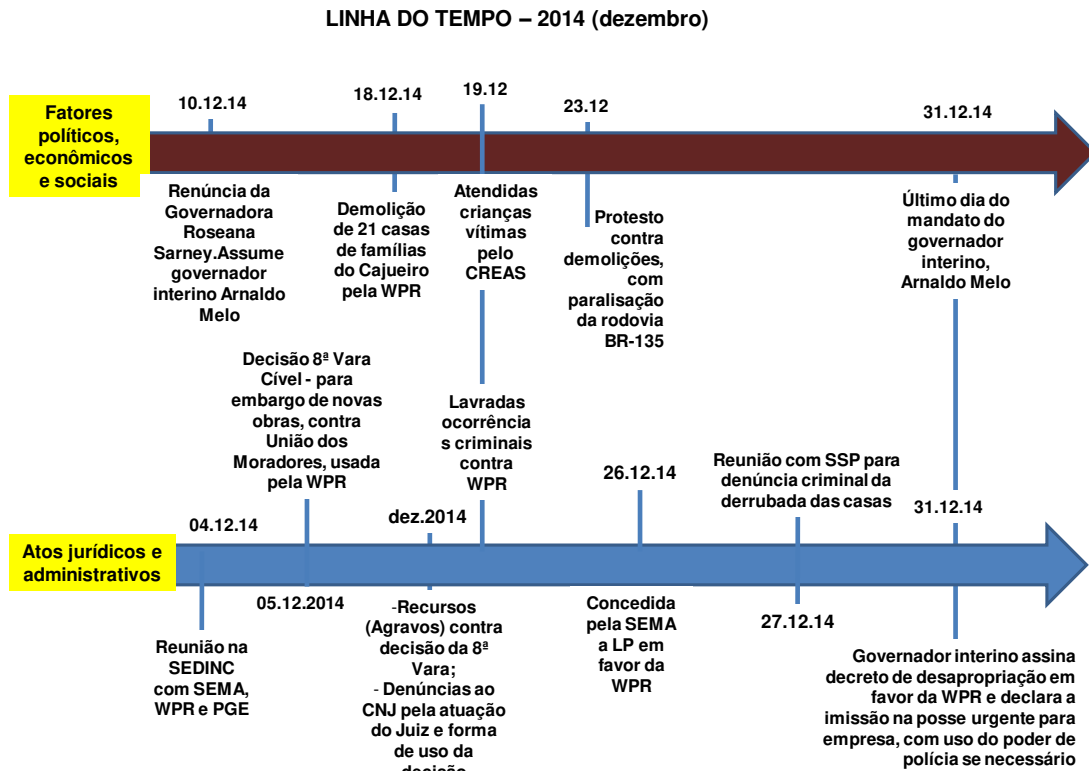 LINHA DO TEMPO – 2014 (dezembro)
Fatores
políticos,
econômicos
e sociais
10.12.14
Renúncia da
Governadora
Roseana
Sarney.Assume
governador
interino Arnaldo
Melo
18.12.14
Demolição
de 21 casas
de famílias
do Cajueiro
pela WPR
19.12
Atendidas
crianças
vítimas
pelo
CREAS
23.12
Protesto
contra
demolições,
com
paralisação
da rodovia
BR-135
31.12.14
Último dia do
mandato do
governador
interino,
Arnaldo Melo
Atos jurídicos e
administrativos
04.12.14
Reunião na
SEDINC
com SEMA,
WPR e PGE
Decisão 8ª Vara
Cível - para
embargo de novas
obras, contra
União dos
Moradores, usada
pela WPR
05.12.2014
dez.2014
-Recursos
(Agravos) contra
decisão da 8ª
Vara;
- Denúncias ao
CNJ pela atuação
do Juiz e forma
de uso da
decisão
Lavradas
ocorrência
s criminais
contra
WPR
26.12.14
Concedida
pela SEMA
a LP em
favor da
WPR
Reunião com SSP para
denúncia criminal da
derrubada das casas
27.12.14
31.12.14
Governador interino assina
decreto de desapropriação em
favor da WPR e declara a
imissão na posse urgente para
empresa, com uso do poder de
polícia se necessário